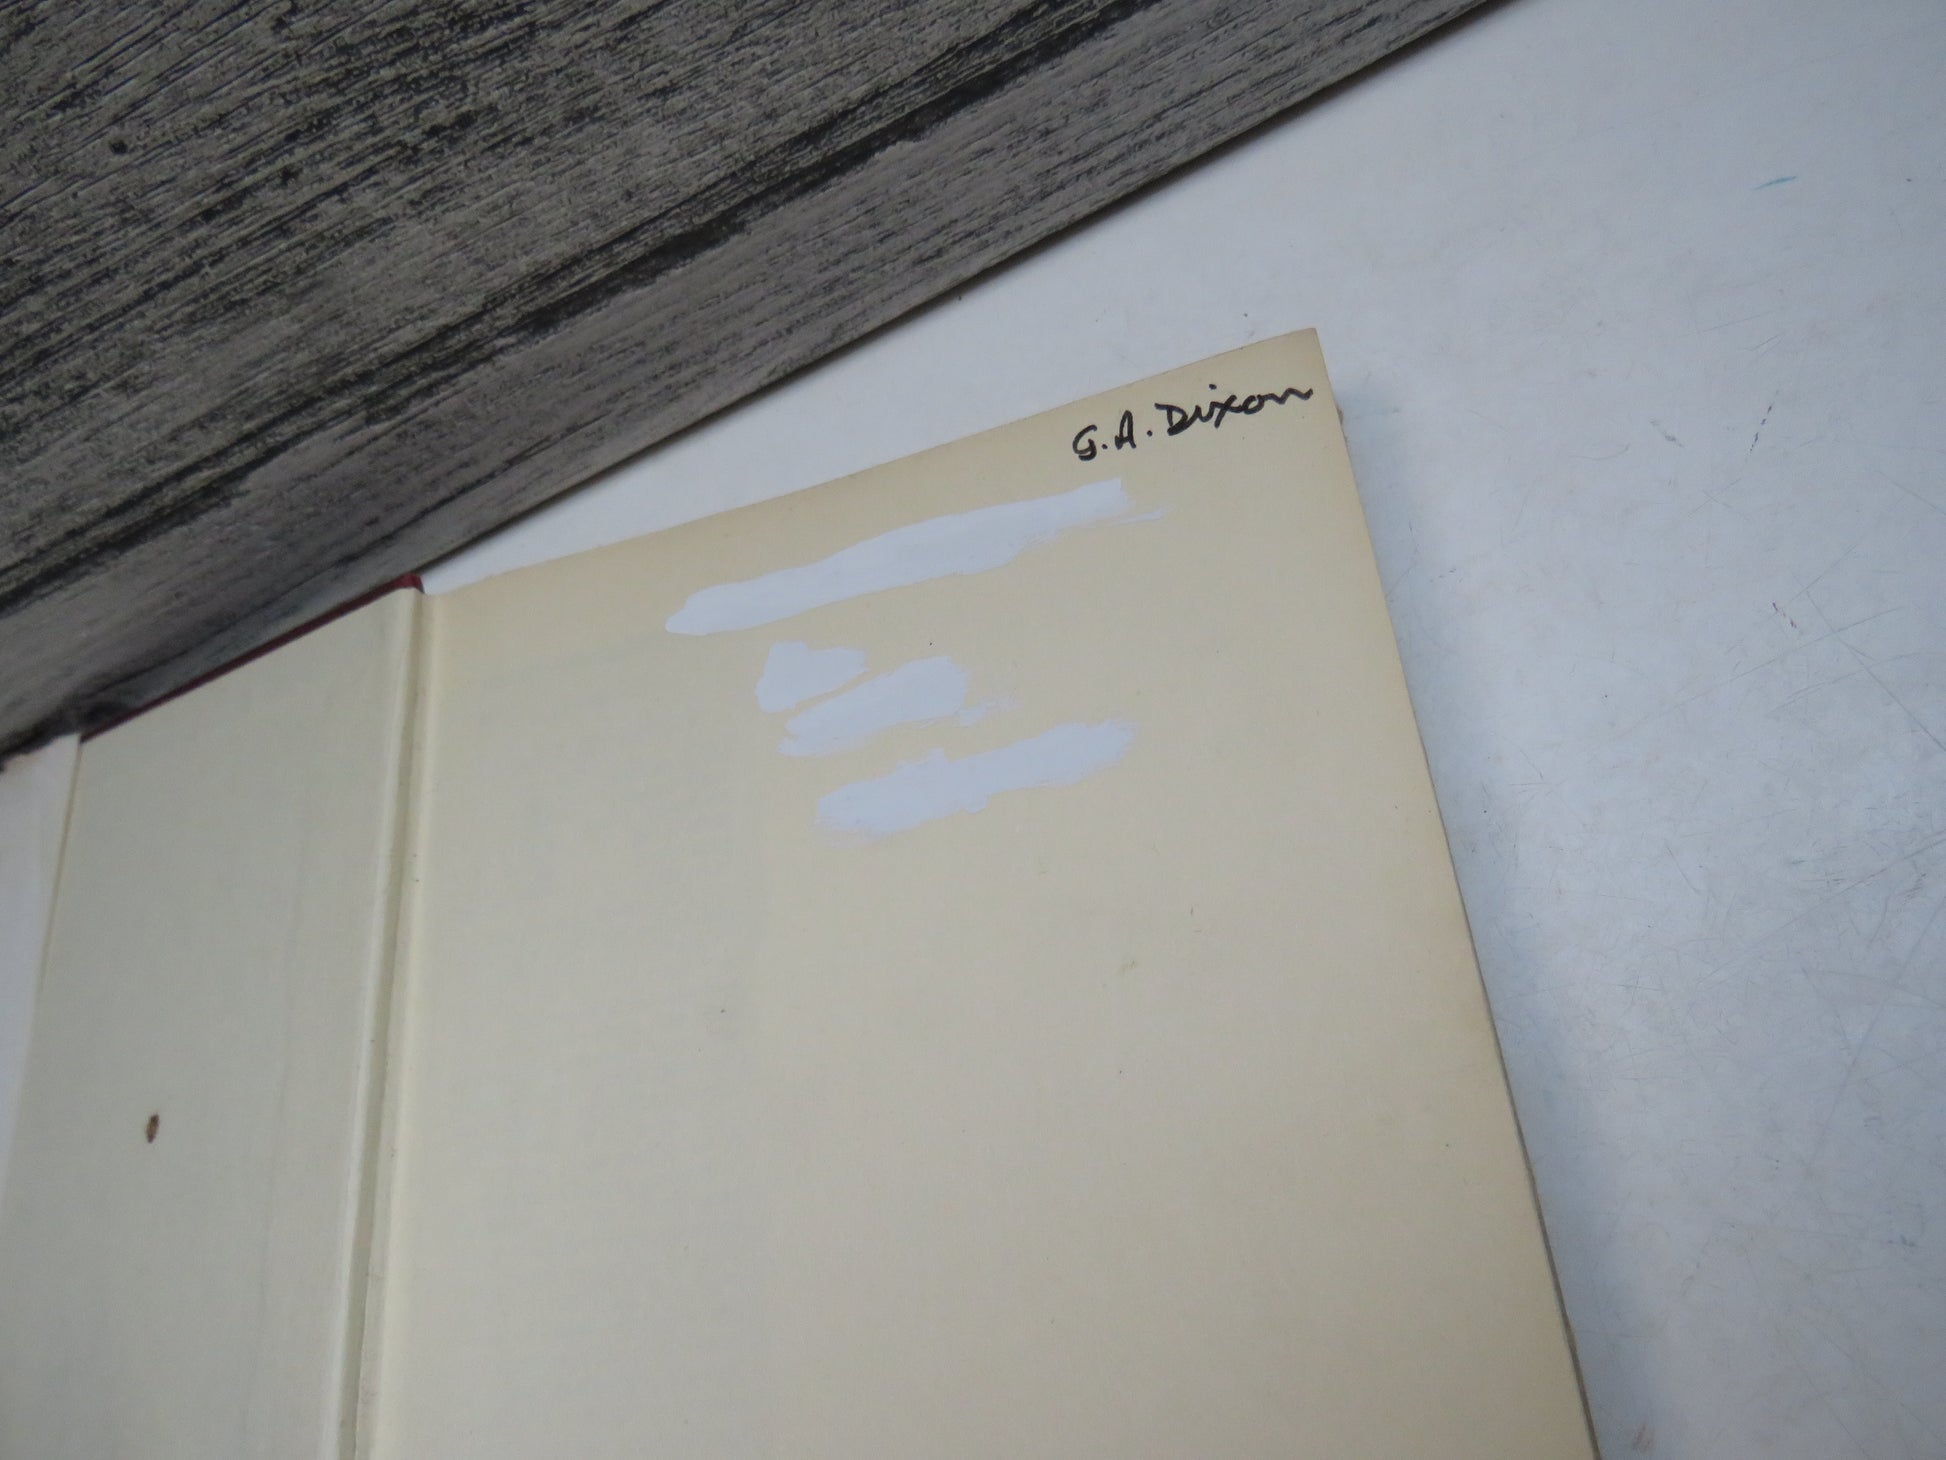 G. A. Dixon